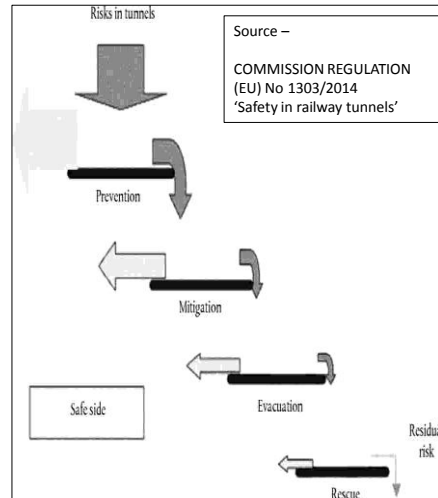 Risks in tunnels
Source –
COMMISSION REGULATION
(EU) No 1303/2014
‘Safety in railway tunnels’
Prevention
Mitigation
Evacuation
Safe side
Residual
risk
Rescue